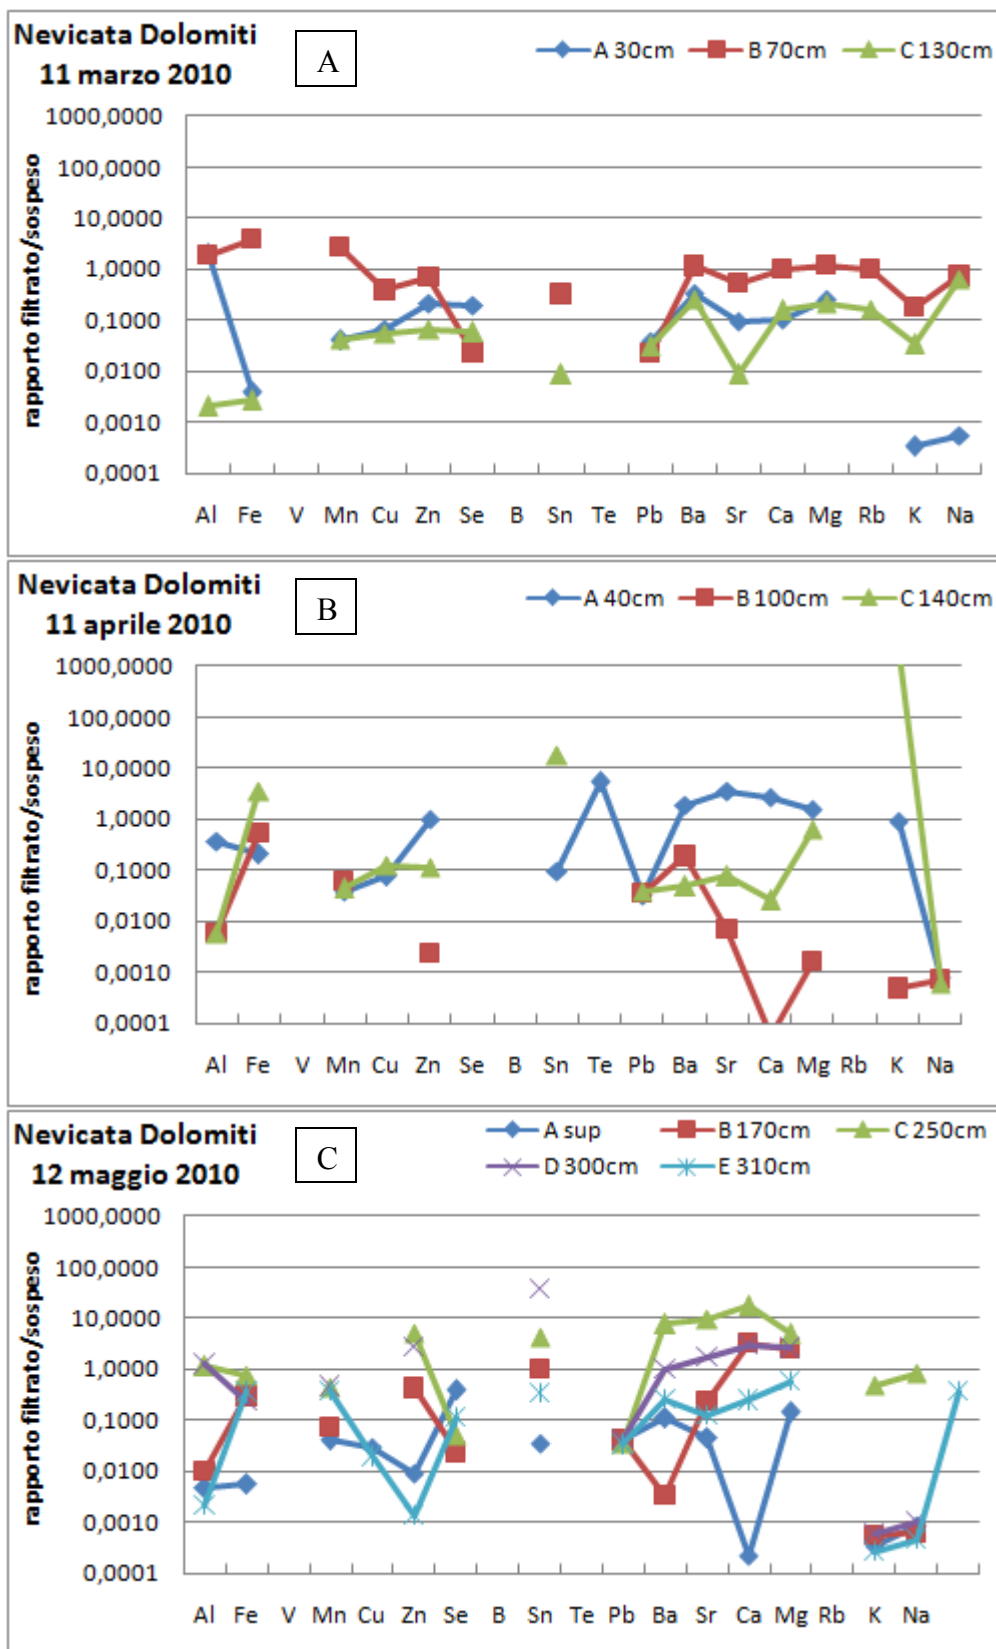 Nevicata Dolomiti
11 marzo 2010
A
A 30cm B 70cm C 130cm
rapporto filtrato/sospeso
1000,0000
100,0000
10,0000
1,0000
0,1000
0,0100
0,0010
0,0001
Al Fe V Mn Cu Zn Se B Sn Te Pb Ba Sr Ca Mg Rb K Na
Nevicata Dolomiti
11 aprile 2010
B
A 40cm B 100cm C 140cm
rapporto filtrato/sospeso
1000,0000
100,0000
10,0000
1,0000
0,1000
0,0100
0,0010
0,0001
Al Fe V Mn Cu Zn Se B Sn Te Pb Ba Sr Ca Mg Rb K Na
Nevicata Dolomiti
12 maggio 2010
C
A sup B 170cm C 250cm
D 300cm E 310cm
rapporto filtrato/sospeso
1000,0000
100,0000
10,0000
1,0000
0,1000
0,0100
0,0010
0,0001
Al Fe V Mn Cu Zn Se B Sn Te Pb Ba Sr Ca Mg Rb K Na